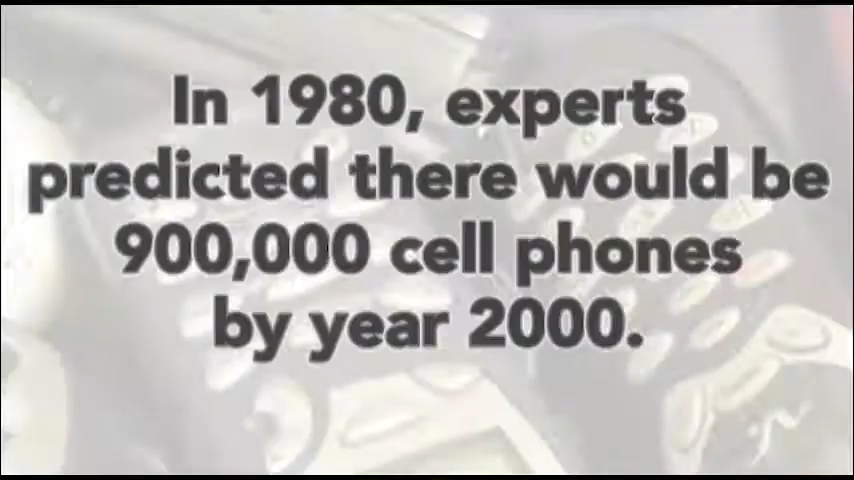 In 1980, experts
predicted there would be
900,000 cell phones
by year 2000.